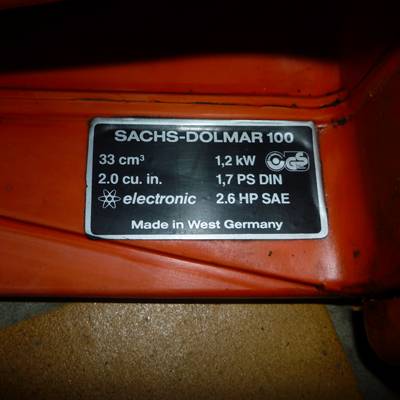 SACHS-DOLMAR 100
33 cm³ 1,2 kW GS
2.0 cu. in. 1,7 PS DIN
electronic 2.6 HP SAE
Made in West Germany